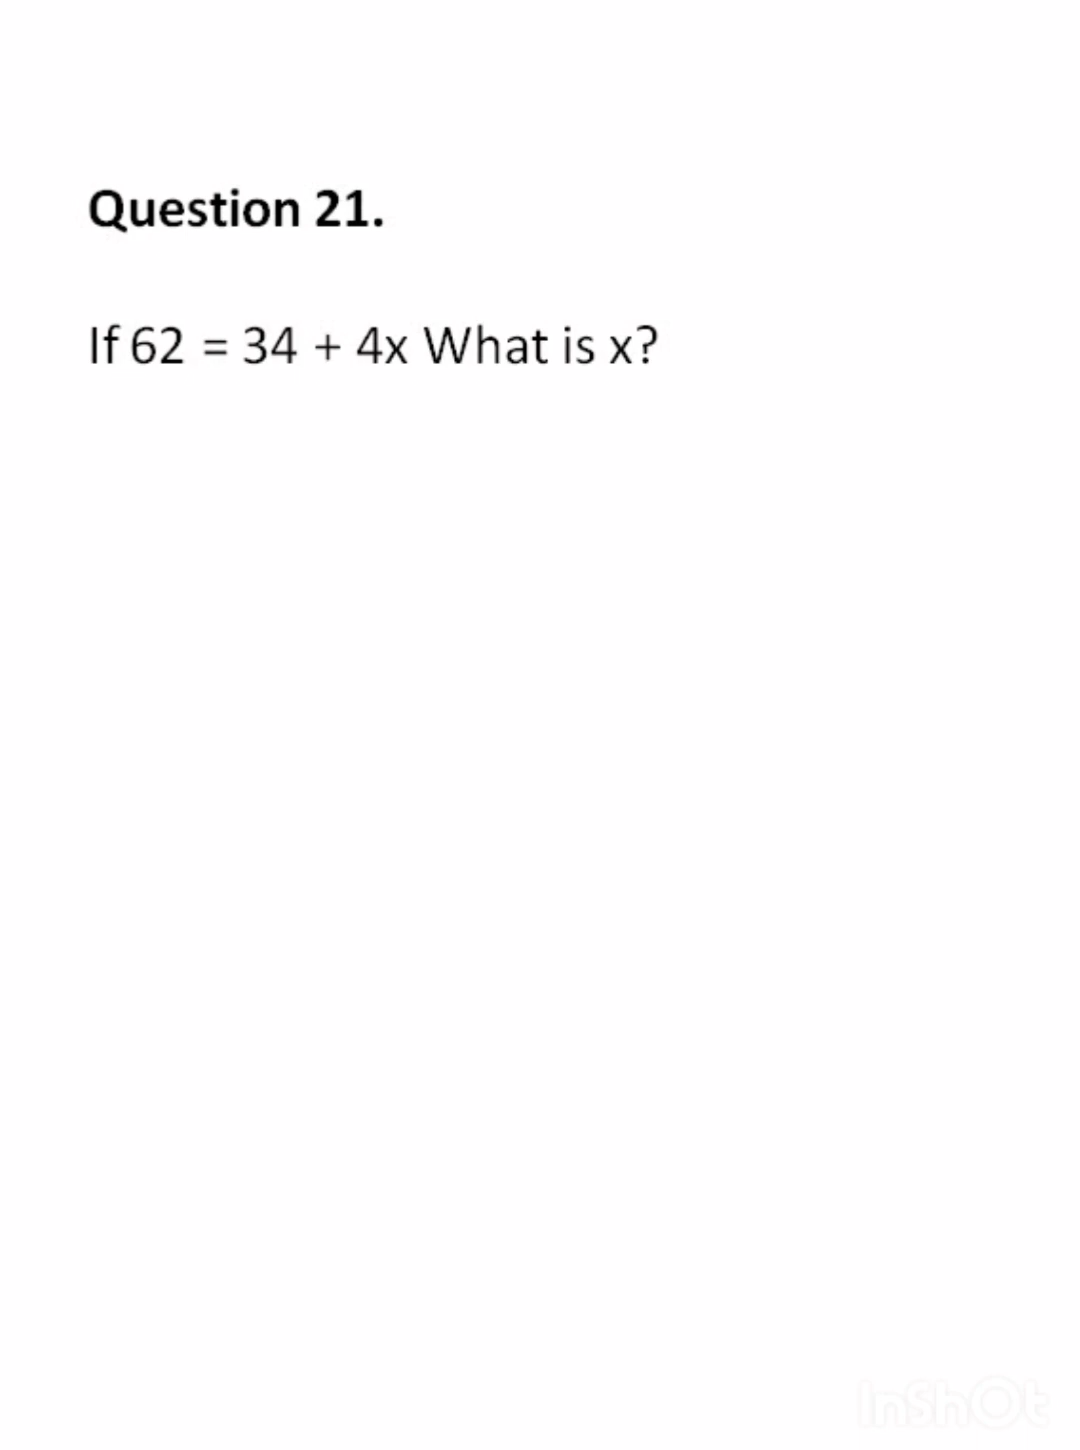 Question 21.
If 62 = 34 + 4x What is x?
InShOt